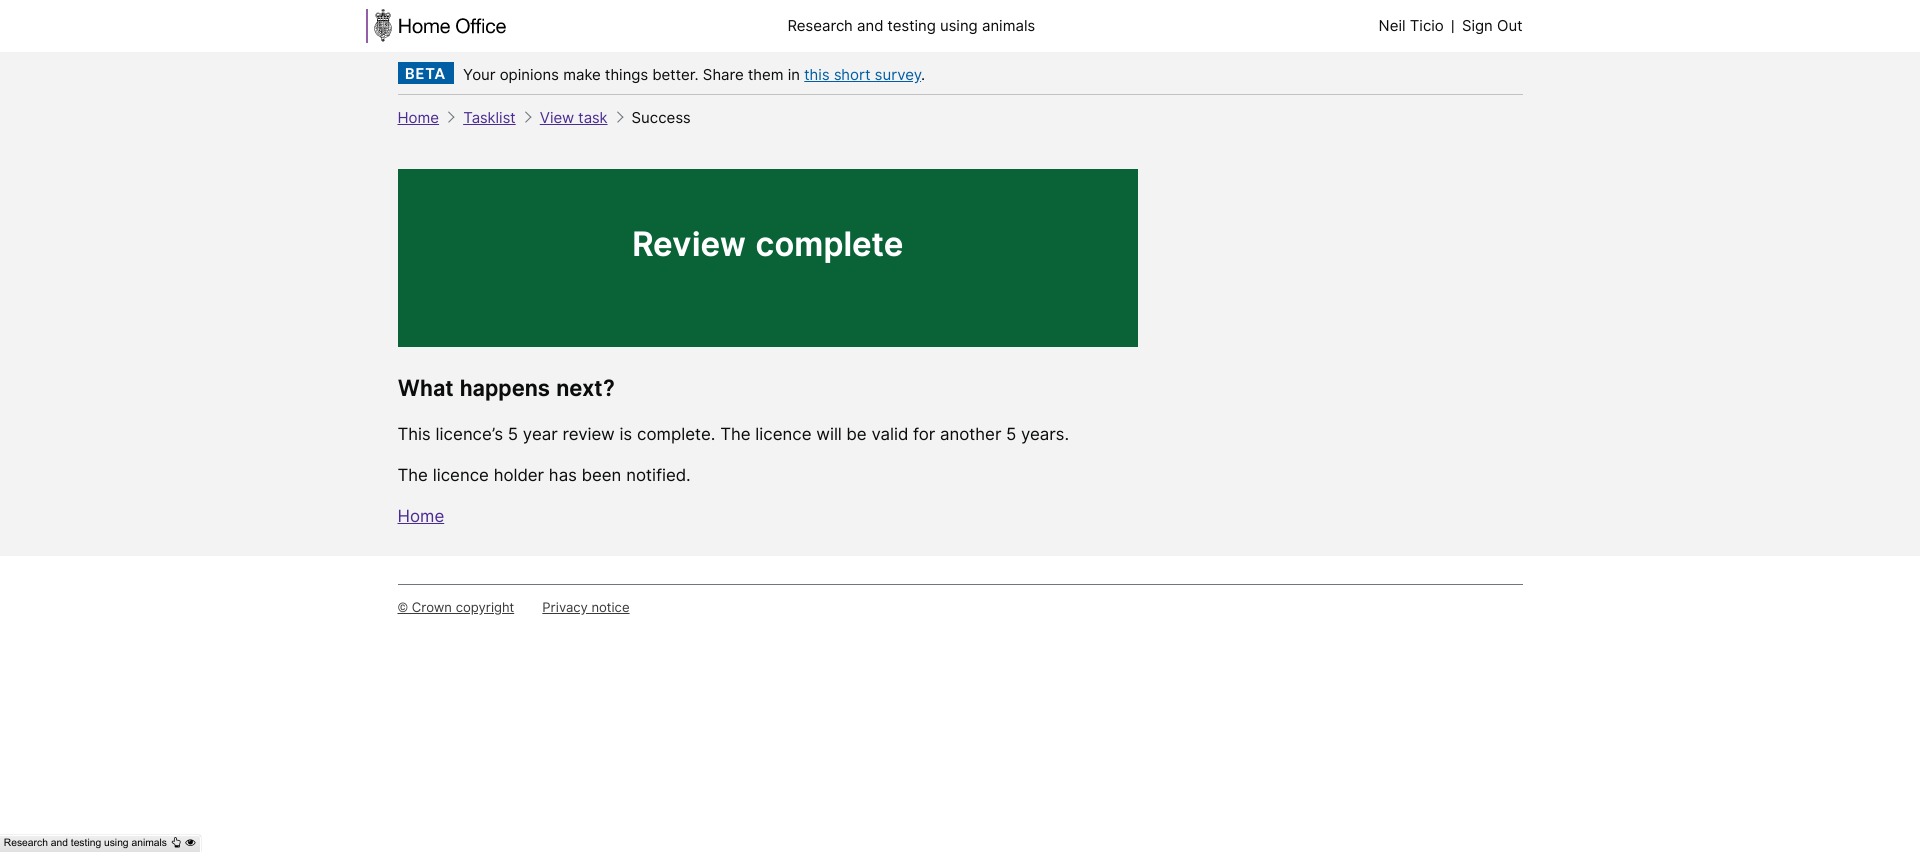 Home Office
Research and testing using animals
Neil Ticio | Sign Out
BETA Your opinions make things better. Share them in this short survey.
Home > Tasklist > View task > Success
Review complete
What happens next?
This licence’s 5 year review is complete. The licence will be valid for another 5 years.
The licence holder has been notified.
Home
© Crown copyright Privacy notice
Research and testing using animals